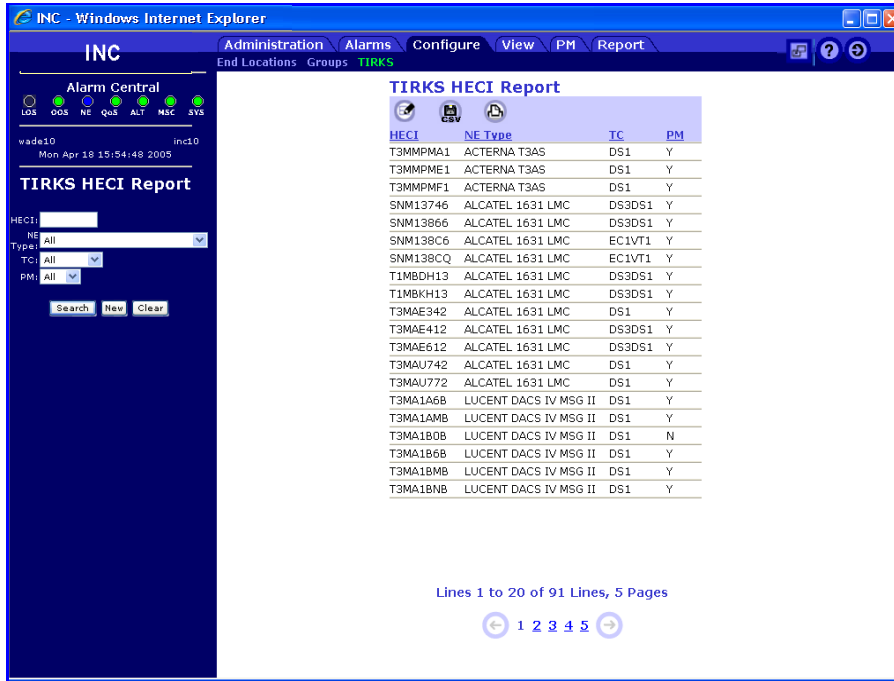 INC - Windows Internet Explorer
INC
Administration Alarms Configure View PM Report
End Locations Groups TIRKS
Alarm Central
LOS OOS NE QoS ALT MSC SYS
wade10 inc10
Mon Apr 18 15:54:48 2005
TIRKS HECI Report
HECI:
NE Type: All
TC: All
PM: All
Search New Clear
TIRKS HECI Report
CSV
HECI NE Type TC PM
T3MMPMA1 ACTERNA T3AS DS1 Y
T3MMPME1 ACTERNA T3AS DS1 Y
T3MMPMF1 ACTERNA T3AS DS1 Y
SNM13746 ALCATEL 1631 LMC DS3DS1 Y
SNM13866 ALCATEL 1631 LMC DS3DS1 Y
SNM138C6 ALCATEL 1631 LMC EC1VT1 Y
SNM138CQ ALCATEL 1631 LMC EC1VT1 Y
T1MBDH13 ALCATEL 1631 LMC DS3DS1 Y
T1MBKH13 ALCATEL 1631 LMC DS3DS1 Y
T3MAE342 ALCATEL 1631 LMC DS1 Y
T3MAE412 ALCATEL 1631 LMC DS3DS1 Y
T3MAE612 ALCATEL 1631 LMC DS3DS1 Y
T3MAU742 ALCATEL 1631 LMC DS1 Y
T3MAU772 ALCATEL 1631 LMC DS1 Y
T3MA1A6B LUCENT DACS IV MSG II DS1 Y
T3MA1AMB LUCENT DACS IV MSG II DS1 Y
T3MA1B0B LUCENT DACS IV MSG II DS1 N
T3MA1B6B LUCENT DACS IV MSG II DS1 Y
T3MA1BMB LUCENT DACS IV MSG II DS1 Y
T3MA1BNB LUCENT DACS IV MSG II DS1 Y
Lines 1 to 20 of 91 Lines, 5 Pages
1 2 3 4 5